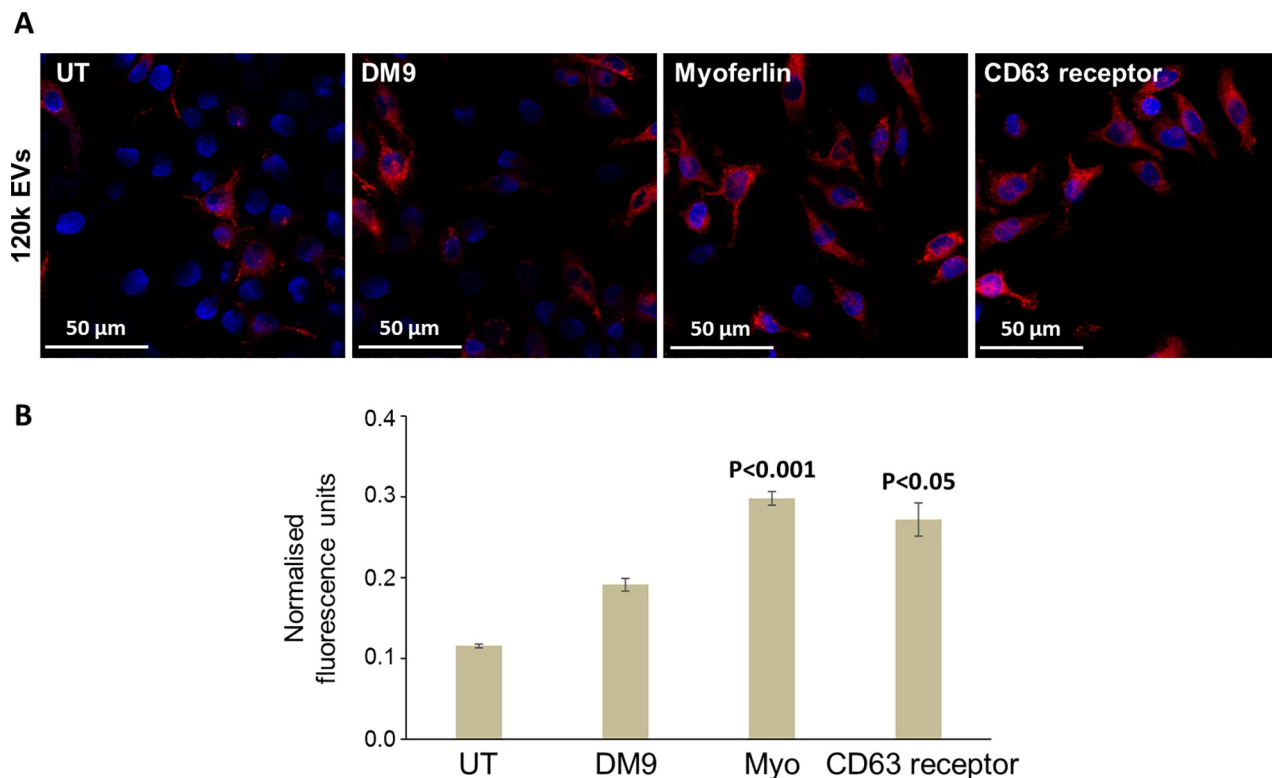 A
UT
DM9
Myoferlin
CD63 receptor
120k EVs
50 µm
50 µm
50 µm
50 µm
B
Normalised
fluorescence units
0.4
0.3
0.2
0.1
0.0
P<0.001
P<0.05
UT
DM9
Myo
CD63 receptor